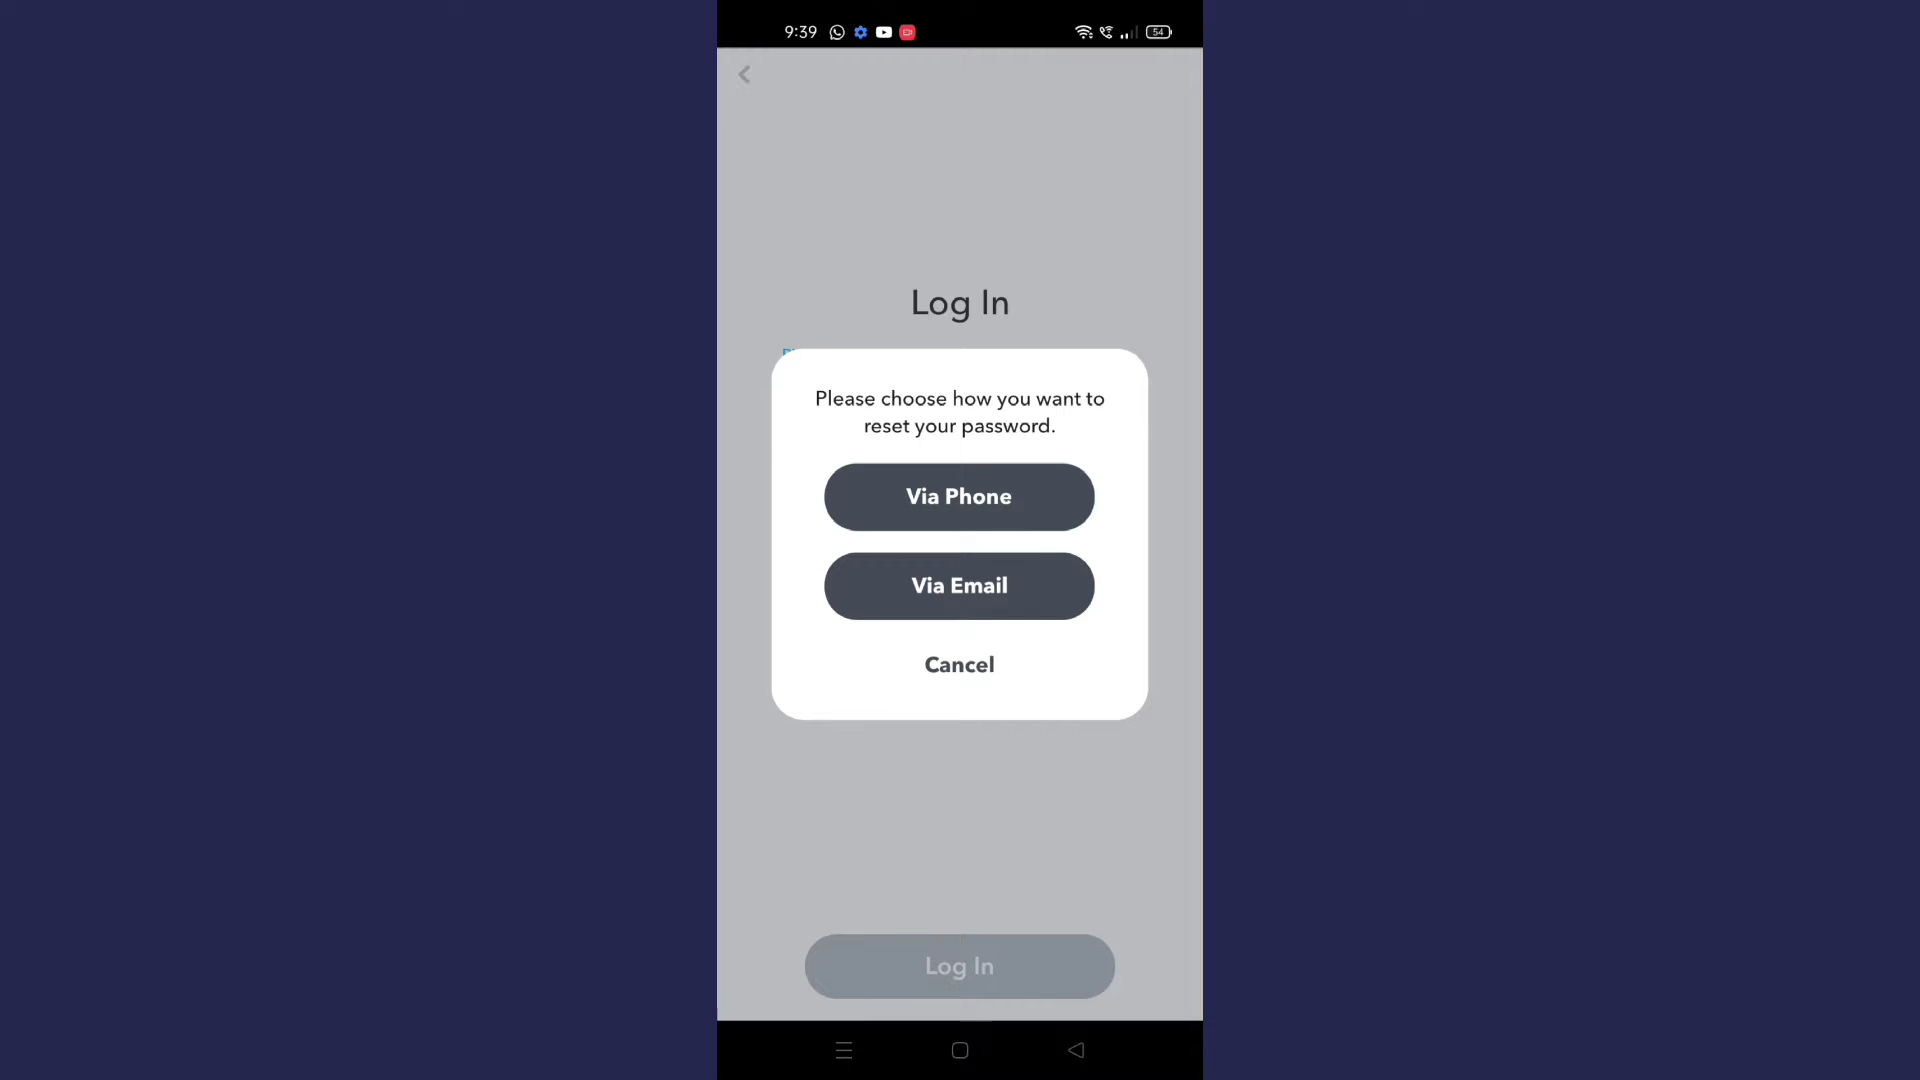 9:39
54
Log In
Please choose how you want to
reset your password.
Via Phone
Via Email
Cancel
Log In